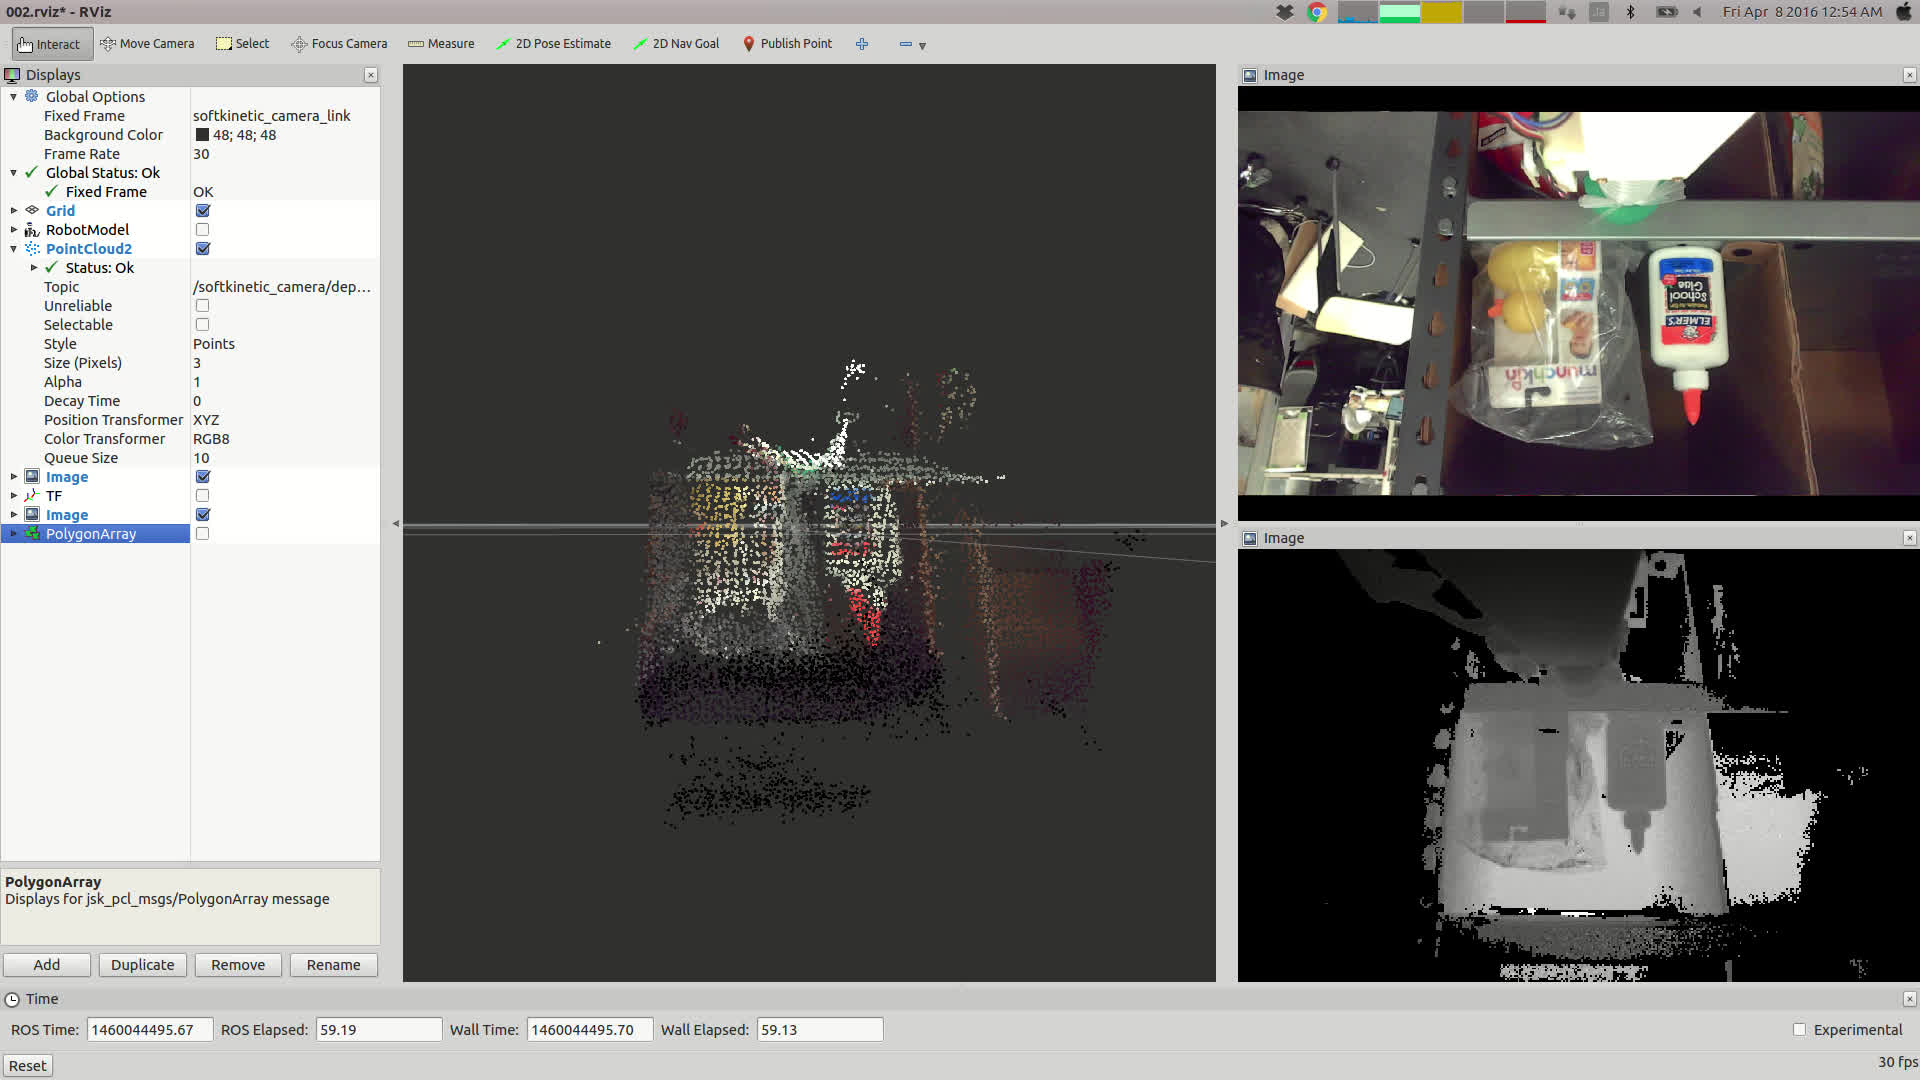 002.rviz* - RViz
Fri Apr 8 2016 12:54 AM
Interact
Move Camera
Select
Focus Camera
Measure
2D Pose Estimate
2D Nav Goal
Publish Point
Displays
Global Options
Fixed Frame softkinetic_camera_link
Background Color 48; 48; 48
Frame Rate 30
Global Status: Ok
Fixed Frame OK
Grid
RobotModel
PointCloud2
Status: Ok
Topic /softkinetic_camera/dep...
Unreliable
Selectable
Style Points
Size (Pixels) 3
Alpha 1
Decay Time 0
Position Transformer XYZ
Color Transformer RGB8
Queue Size 10
Image
TF
Image
PolygonArray
PolygonArray
Displays for jsk_pcl_msgs/PolygonArray message
Add Duplicate Remove Rename
Image
munchkin
ELMER'S
School
Glue
Image
Time
ROS Time: 1460044495.67 ROS Elapsed: 59.19 Wall Time: 1460044495.70 Wall Elapsed: 59.13 Experimental
Reset
30 fps